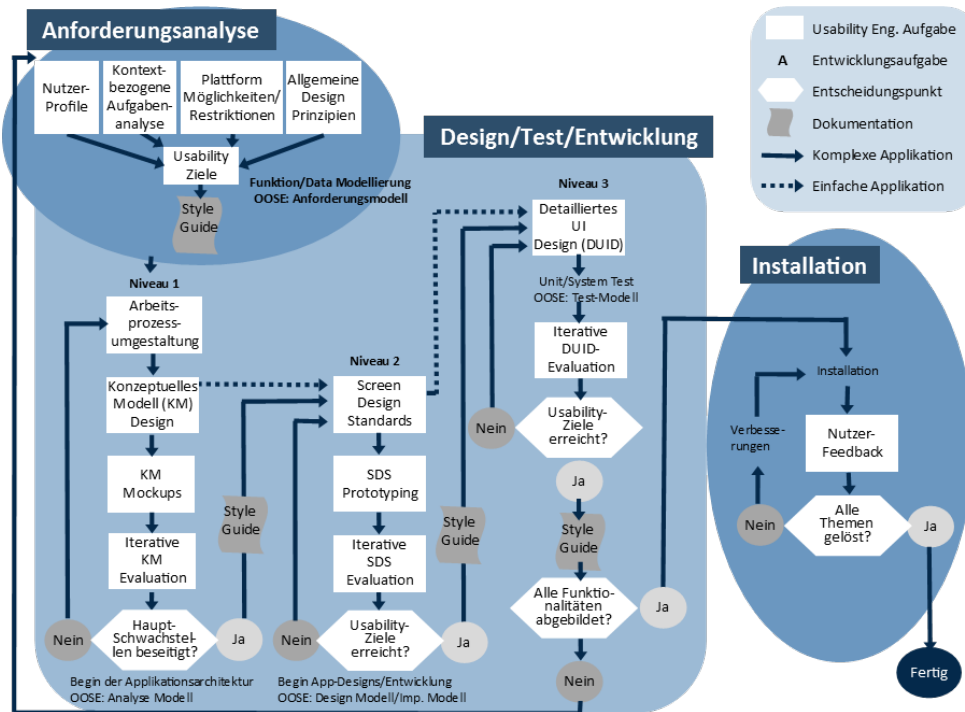 Anforderungsanalyse
Nutzer-
Profile
Kontext-
bezogene
Aufgaben-
analyse
Plattform
Möglichkeiten/
Restriktionen
Allgemeine
Design
Prinzipien
Usability
Ziele
Funktion/Data Modellierung
OOSE: Anforderungsmodell
Style
Guide
Usability Eng. Aufgabe
A
Entwicklungsaufgabe
Entscheidungspunkt
Dokumentation
Komplexe Applikation
Einfache Applikation
Design/Test/Entwicklung
Niveau 1
Arbeits-
prozess-
umgestaltung
Konzeptuelles
Modell (KM)
Design
KM
Mockups
Iterative
KM
Evaluation
Haupt-
Schwachstel-
len beseitigt?
Nein
Ja
Style
Guide
Begin der Applikationsarchitektur
OOSE: Analyse Modell
Niveau 2
Screen
Design
Standards
SDS
Prototyping
Iterative
SDS
Evaluation
Usability-
Ziele
erreicht?
Nein
Ja
Style
Guide
Begin App-Designs/Entwicklung
OOSE: Design Modell/Imp. Modell
Niveau 3
Detailliertes
UI
Design (DUID)
Unit/System Test
OOSE: Test-Modell
Iterative
DUID-
Evaluation
Usability-
Ziele
erreicht?
Nein
Ja
Style
Guide
Alle Funktio-
nalitäten
abgebildet?
Ja
Nein
Installation
Installation
Verbesse-
rungen
Nutzer-
Feedback
Alle
Themen
gelöst?
Nein
Ja
Fertig